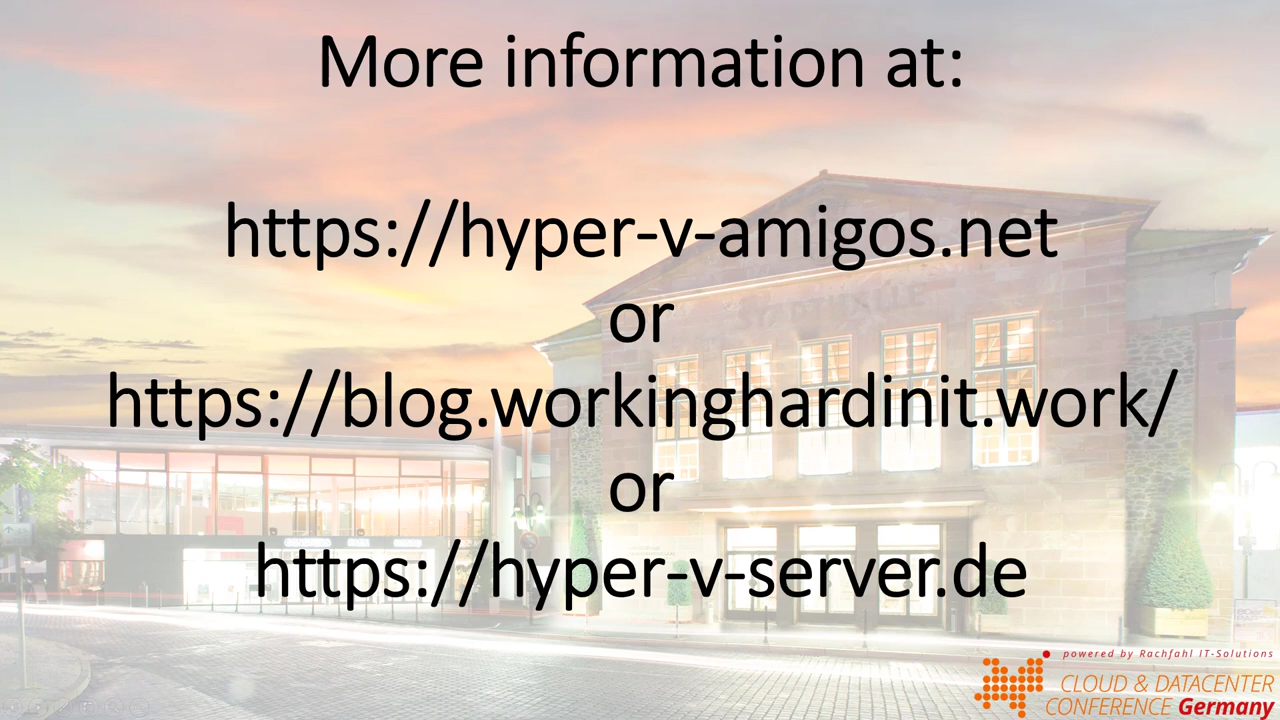 More information at:
https://hyper-v-amigos.net
or
https://blog.workinghardinit.work/
or
https://hyper-v-server.de
powered by Rachfahl IT-Solutions
CLOUD & DATACENTER
CONFERENCE Germany